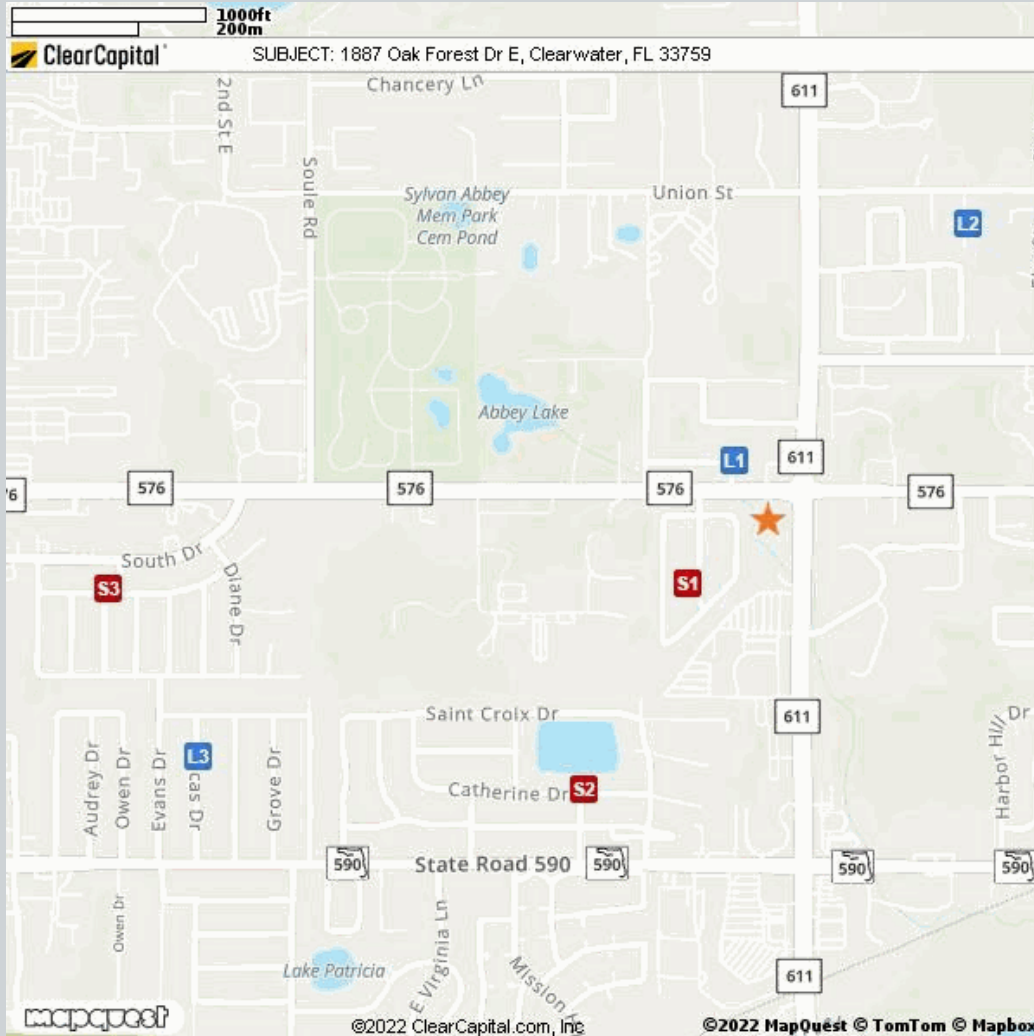 1000ft
200m
ClearCapital
SUBJECT: 1887 Oak Forest Dr E, Clearwater, FL 33759
2nd St E
Chancery Ln
611
Soule Rd
Sylvan Abbey
Mem Park
Cem Pond
Union St
L2
Abbey Lake
L1
611
576
576
576
576
South Dr
S3
Diane Dr
S1
Saint Croix Dr
611
Dr
Harbor Hill
Audrey Dr
Owen Dr
Evans Dr
L3
cas Dr
Grove Dr
Catherine Dr
S2
590
State Road 590
590
590
590
Owen Dr
E Virginia Ln
Lake Patricia
Mission H
611
mapquest
©2022 ClearCapital.com, Inc
©2022 MapQuest © TomTom © Mapbox